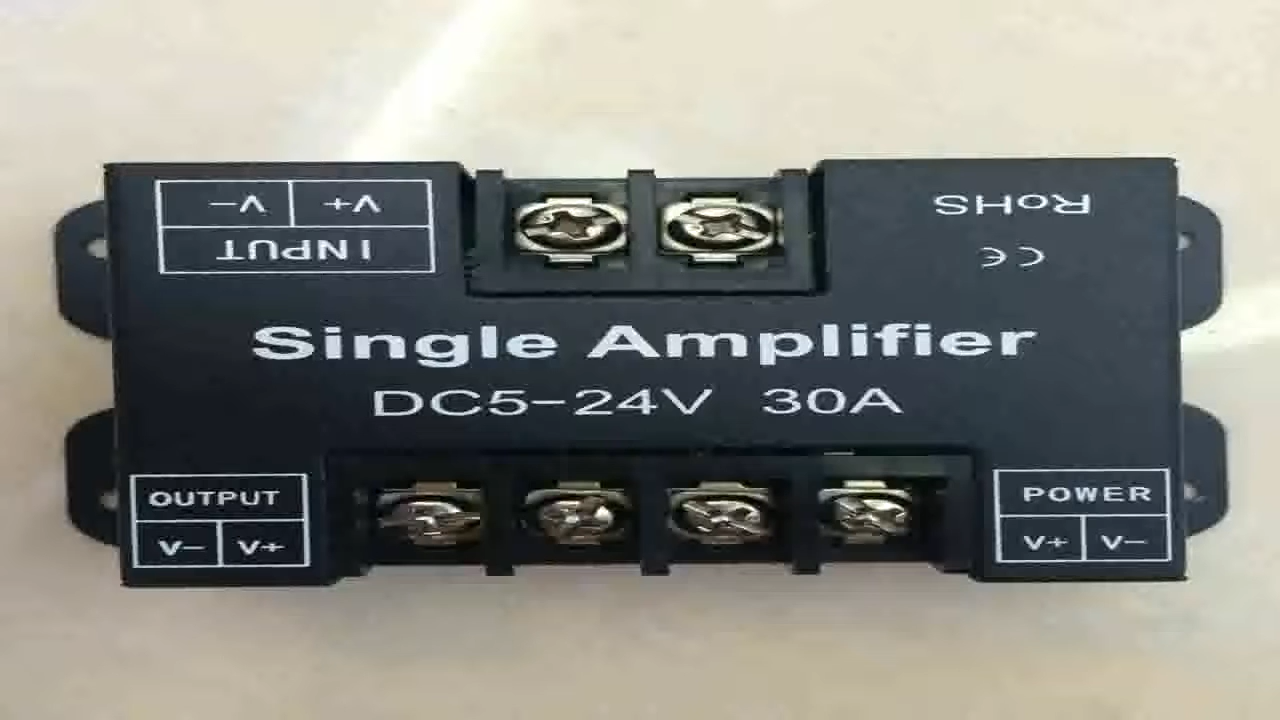 V- V+
INPUT
RoHS
CE
Single Amplifier
DC5-24V 30A
OUTPUT
V- V+
POWER
V+ V-